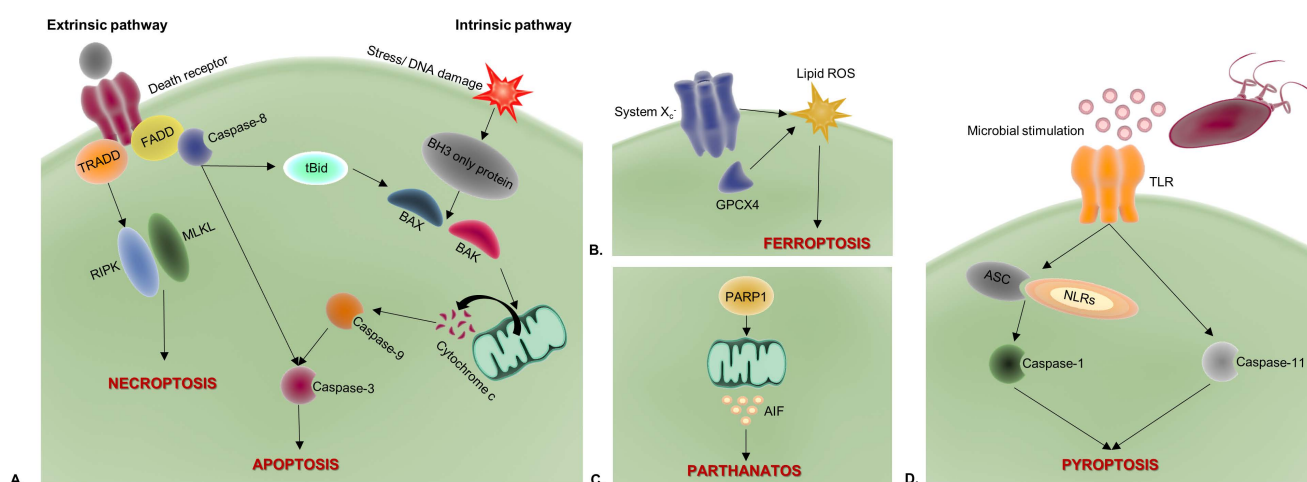 Extrinsic pathway
Intrinsic pathway
Death receptor
Stress/ DNA damage
FADD
Caspase-8
TRADD
tBid
BH3 only protein
BAX
BAK
MLKL
RIPK
Caspase-9
Cytochrome c
Caspase-3
NECROPTOSIS
APOPTOSIS
A.
Lipid ROS
System Xc-
GPCX4
FERROPTOSIS
B.
PARP1
AIF
PARTHANATOS
C.
Microbial stimulation
TLR
ASC
NLRs
Caspase-1
Caspase-11
PYROPTOSIS
D.